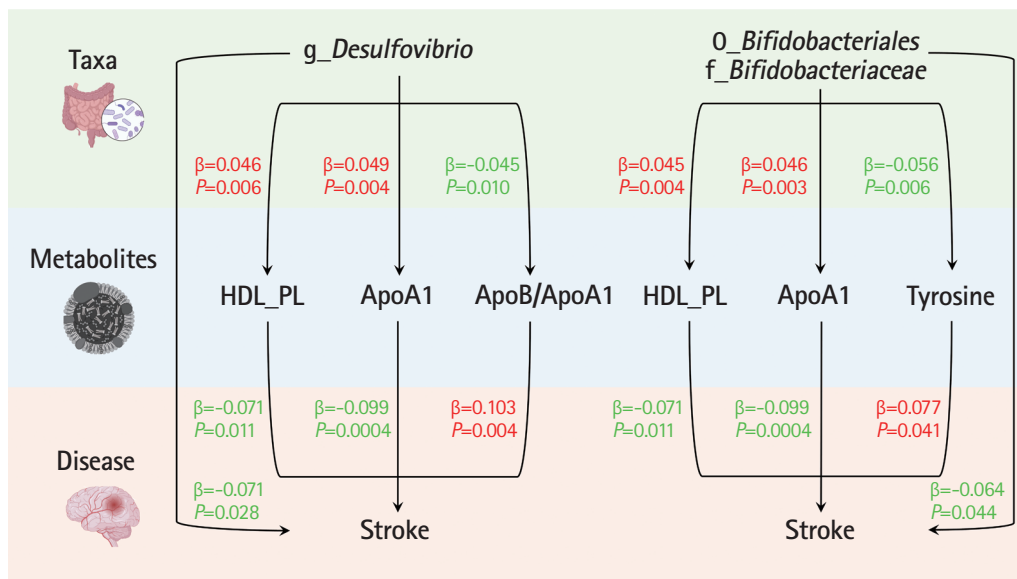 Taxa
g_Desulfovibrio
O_Bifidobacteriales
f_Bifidobacteriaceae
β=0.046
P=0.006
β=0.049
P=0.004
β=-0.045
P=0.010
β=0.045
P=0.004
β=0.046
P=0.003
β=-0.056
P=0.006
Metabolites
HDL_PL
ApoA1
ApoB/ApoA1
HDL_PL
ApoA1
Tyrosine
β=-0.071
P=0.011
β=-0.099
P=0.0004
β=0.103
P=0.004
β=-0.071
P=0.011
β=-0.099
P=0.0004
β=0.077
P=0.041
Disease
β=-0.071
P=0.028
Stroke
β=-0.064
P=0.044
Stroke